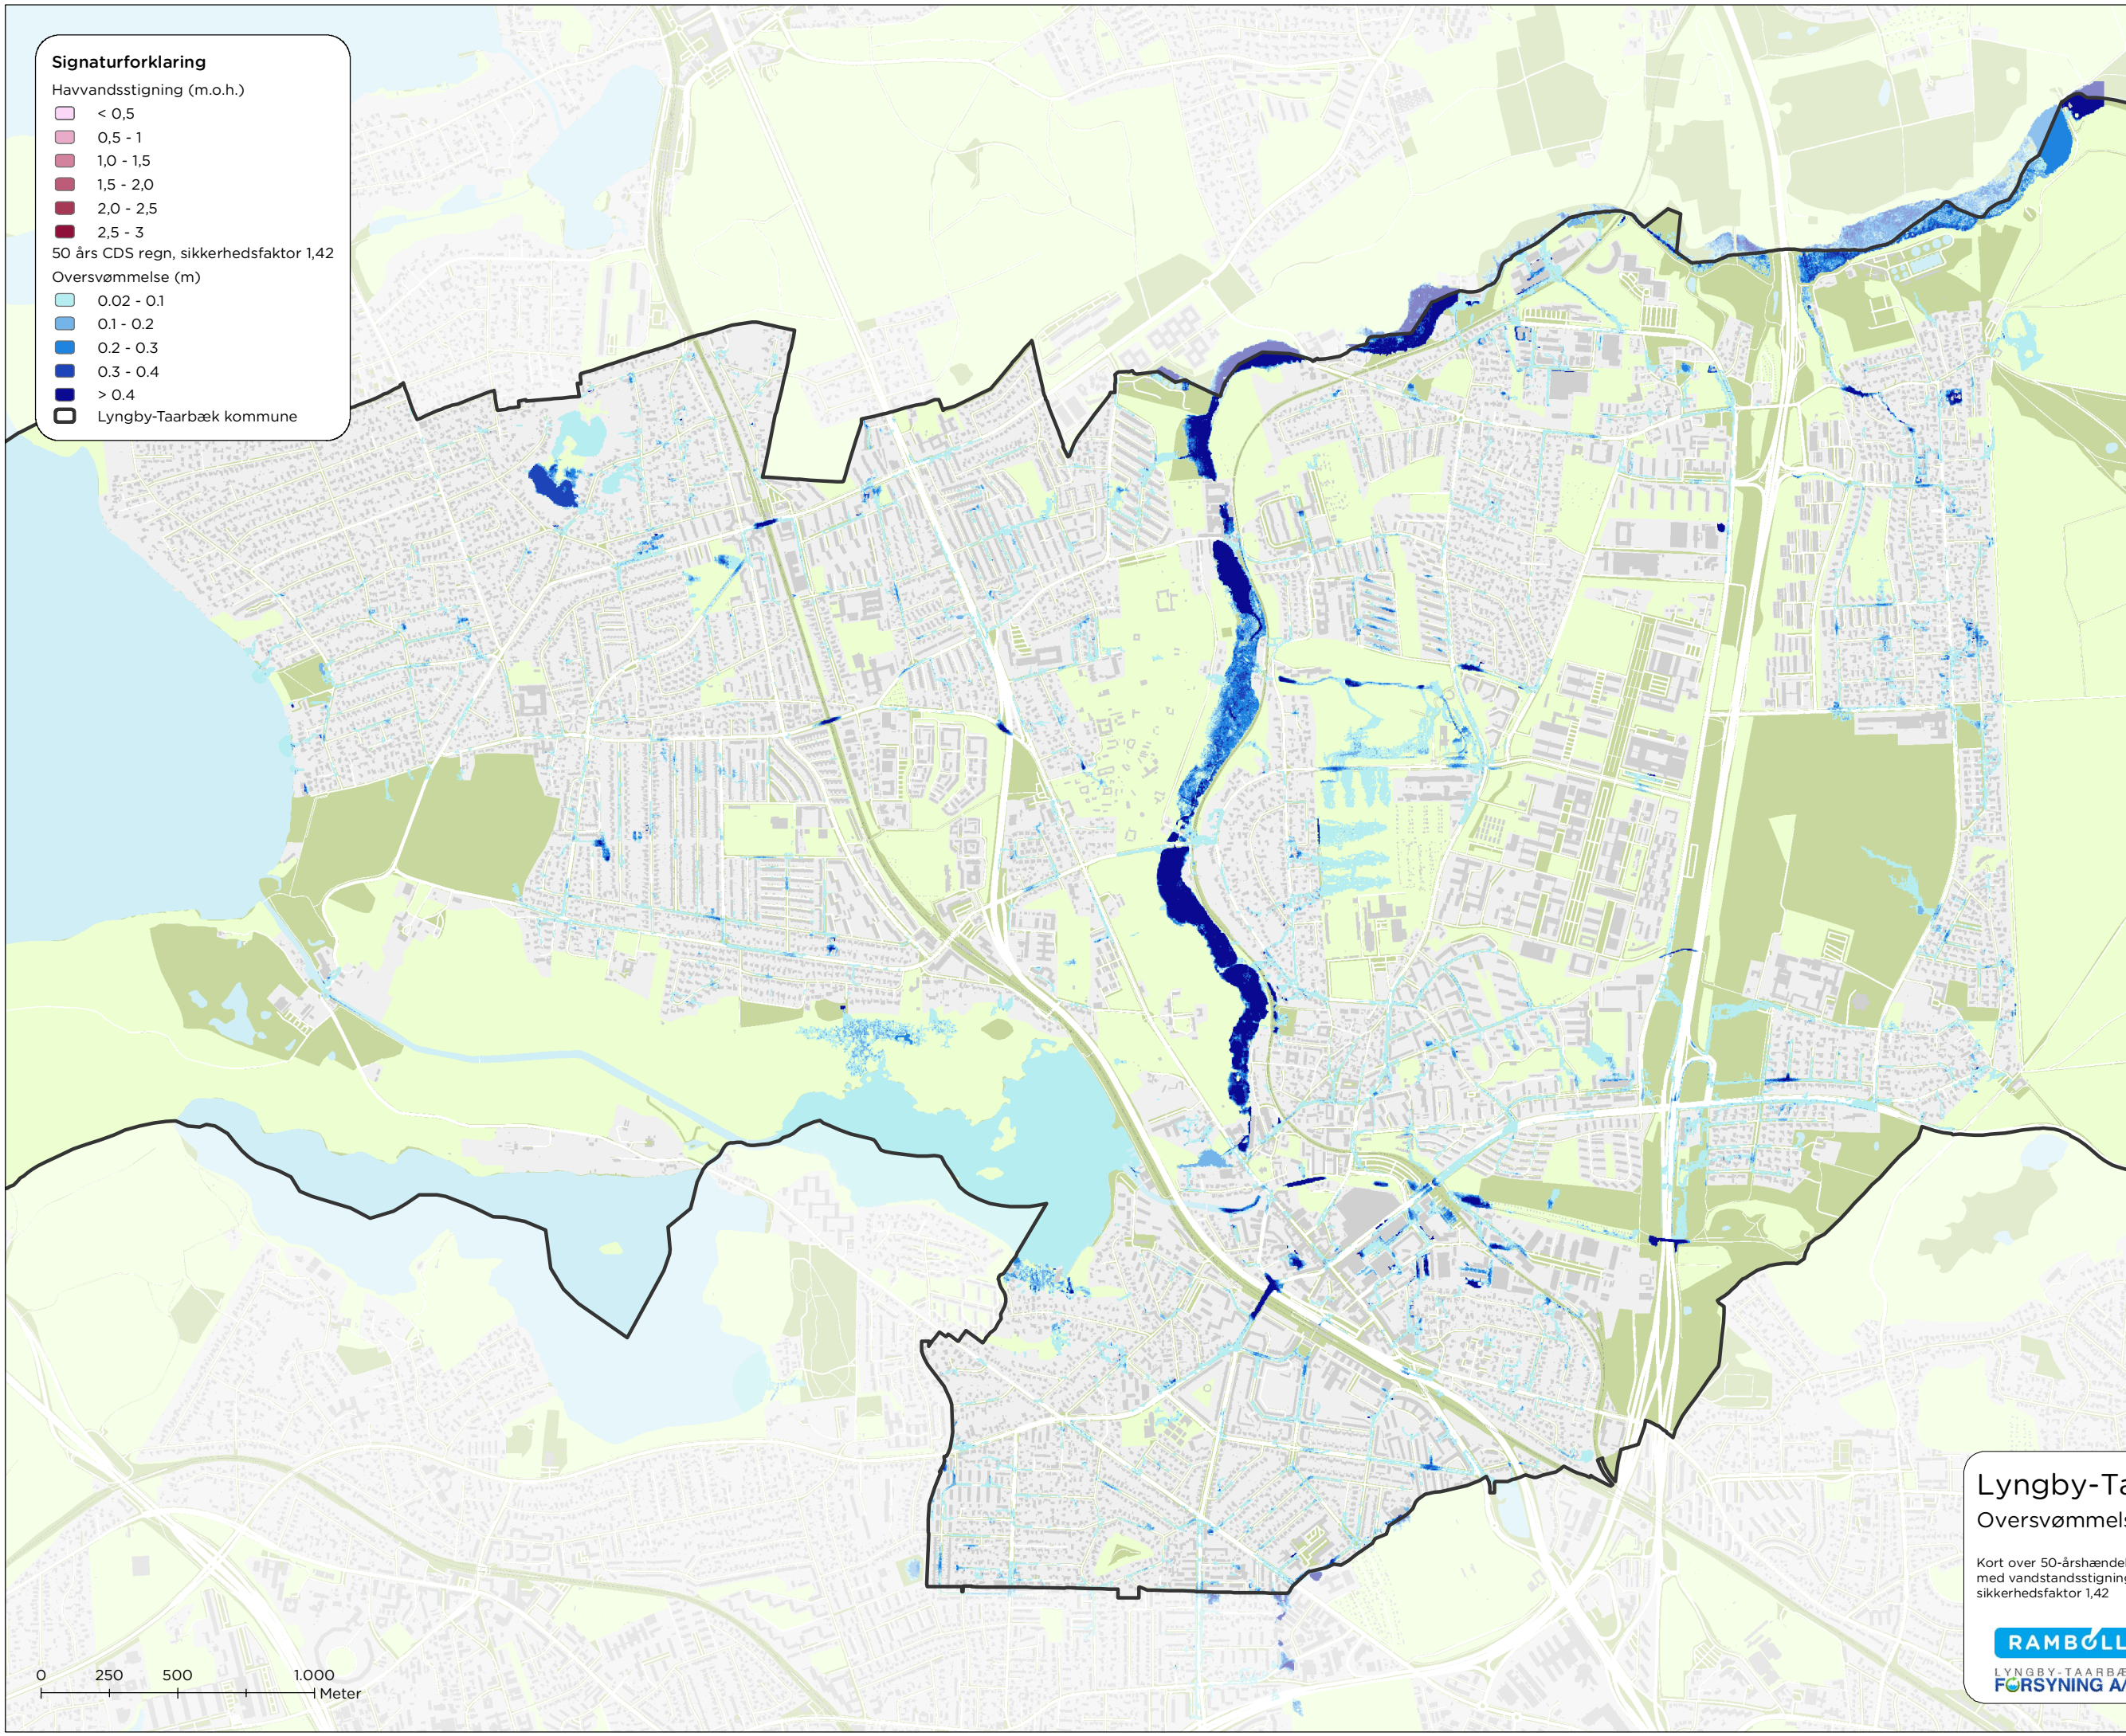 Signaturforklaring
Havvandsstigning (m.o.h.)
< 0,5
0,5 - 1
1,0 - 1,5
1,5 - 2,0
2,0 - 2,5
2,5 - 3
50 års CDS regn, sikkerhedsfaktor 1,42
Oversvømmelse (m)
0.02 - 0.1
0.1 - 0.2
0.2 - 0.3
0.3 - 0.4
> 0.4
Lyngby-Taarbæk kommune
Lyngby-Ta
Oversvømmels
Kort over 50-årshændel
med vandstandsstigning
sikkerhedsfaktor 1,42
RAMBOLL
LYNGBY-TAARBÆ
FORSYNING A/
0 250 500 1.000
Meter